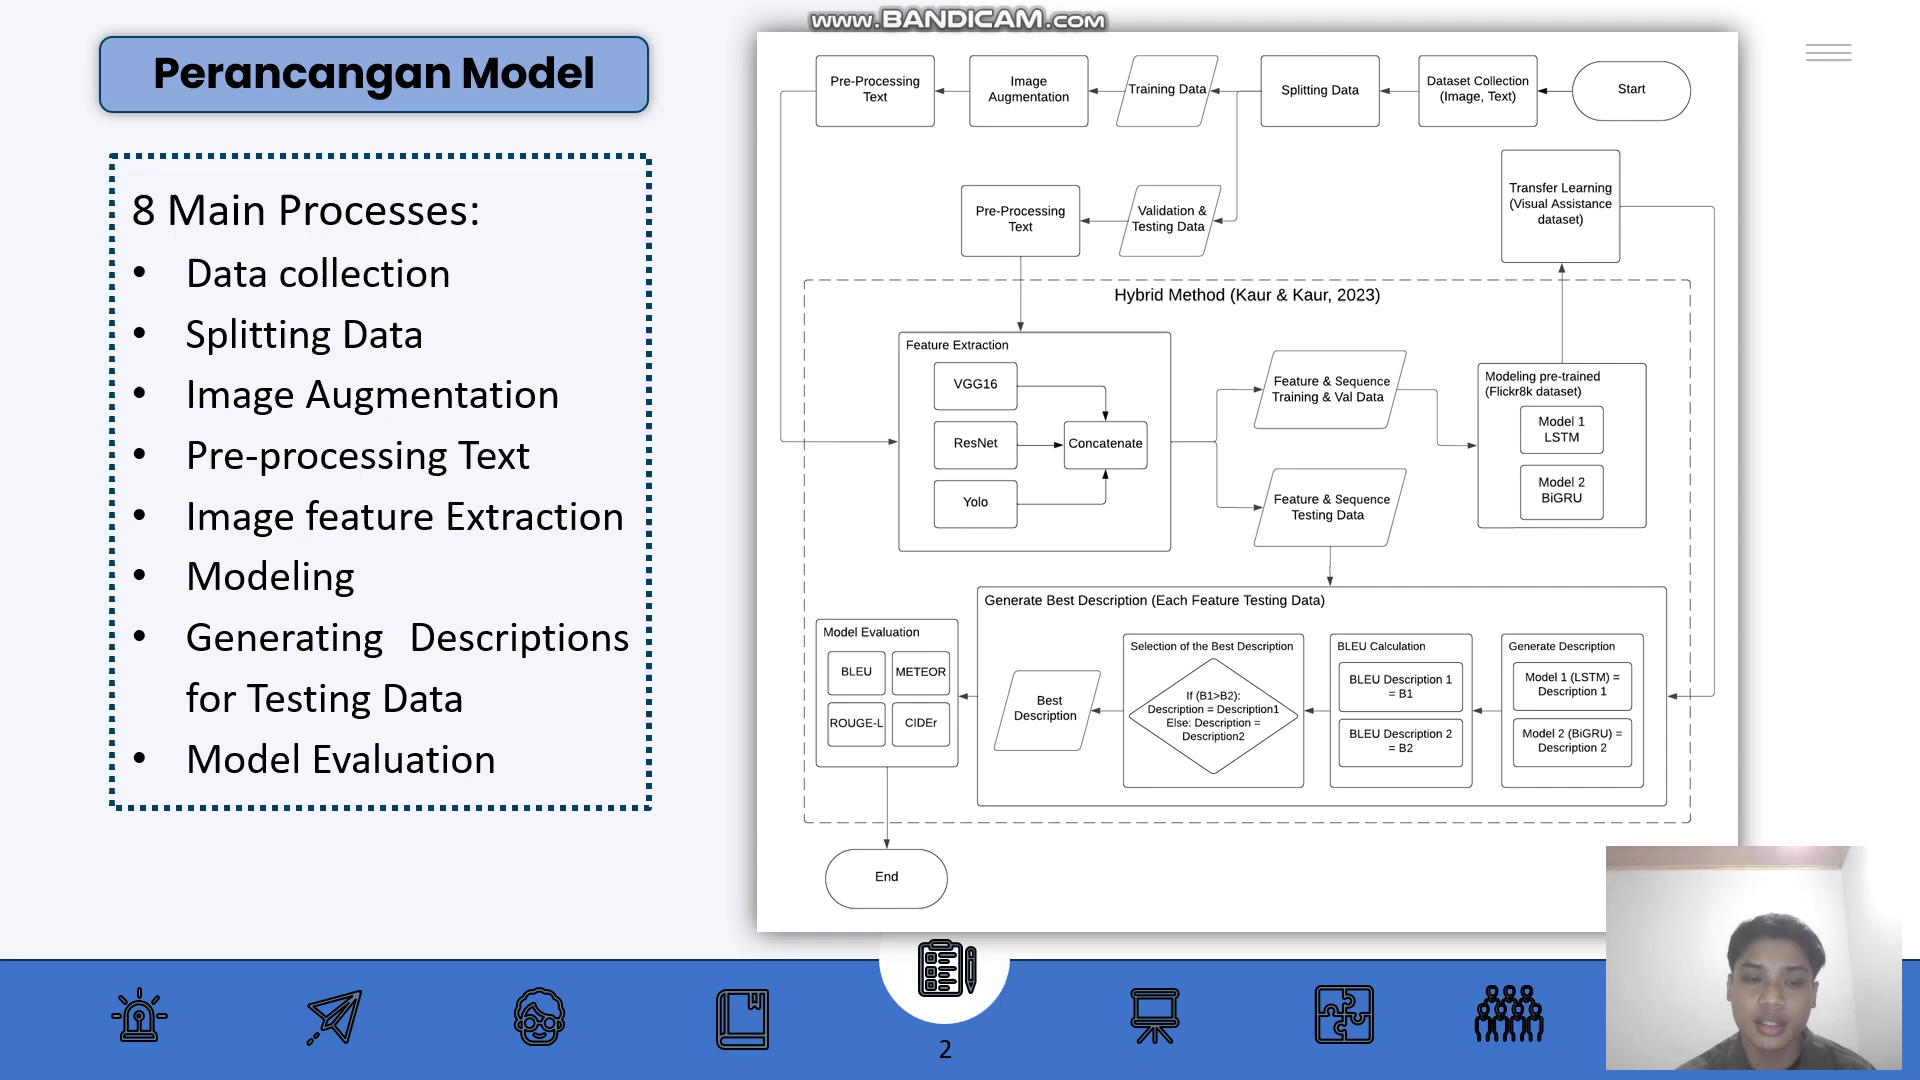 www.BANDICAM.com
Perancangan Model
8 Main Processes:
• Data collection
• Splitting Data
• Image Augmentation
• Pre-processing Text
• Image feature Extraction
• Modeling
• Generating Descriptions
for Testing Data
• Model Evaluation
Pre-Processing
Text
Image
Augmentation
Training Data
Splitting Data
Dataset Collection
(Image, Text)
Start
Pre-Processing
Text
Validation &
Testing Data
Transfer Learning
(Visual Assistance
dataset)
Hybrid Method (Kaur & Kaur, 2023)
Feature Extraction
VGG16
ResNet
Yolo
Concatenate
Feature & Sequence
Training & Val Data
Feature & Sequence
Testing Data
Modeling pre-trained
(Flickr8k dataset)
Model 1
LSTM
Model 2
BiGRU
Generate Best Description (Each Feature Testing Data)
Model Evaluation
BLEU
METEOR
ROUGE-L
CIDEr
Best
Description
Selection of the Best Description
If (B1>B2):
Description = Description1
Else: Description =
Description2
BLEU Calculation
BLEU Description 1
= B1
BLEU Description 2
= B2
Generate Description
Model 1 (LSTM) =
Description 1
Model 2 (BiGRU) =
Description 2
End
2